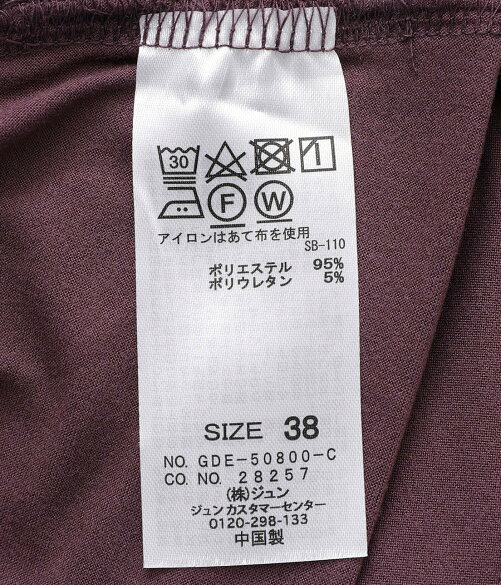 30
F W
アイロンはあて布を使用
SB-110
ポリエステル 95%
ポリウレタン 5%
SIZE 38
NO. GDE-50800-C
CO. NO. 28257
(株)ジュン
ジュン カスタマーセンター
0120-298-133
中国製